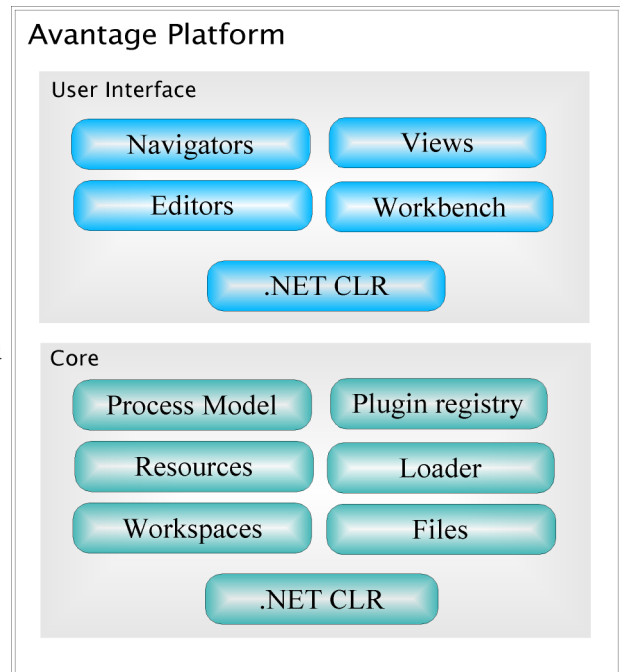 Avantage Platform
User Interface
Navigators
Views
Editors
Workbench
.NET CLR
Core
Process Model
Plugin registry
Resources
Loader
Workspaces
Files
.NET CLR